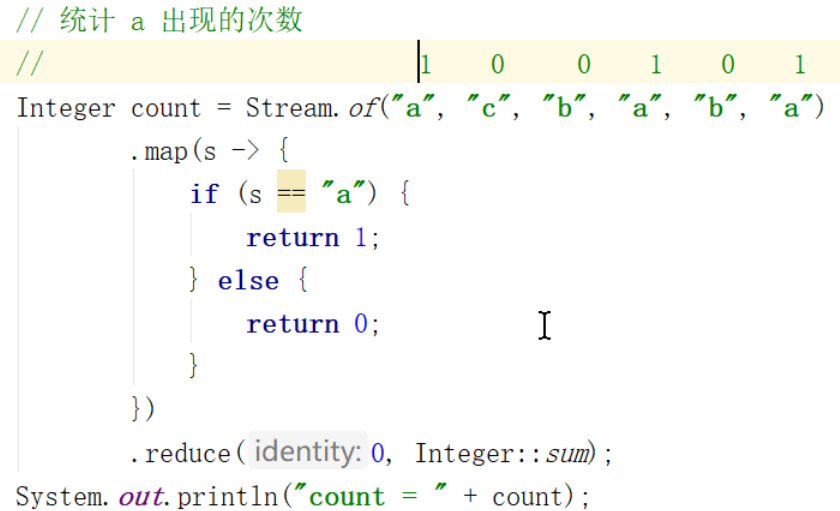 // 统计 a 出现的次数
// 1 0 0 1 0 1
Integer count = Stream.of("a", "c", "b", "a", "b", "a")
.map(s -> {
if (s == "a") {
return 1;
} else {
return 0;
}
})
.reduce( identity: 0, Integer::sum);
System.out.println("count = " + count);